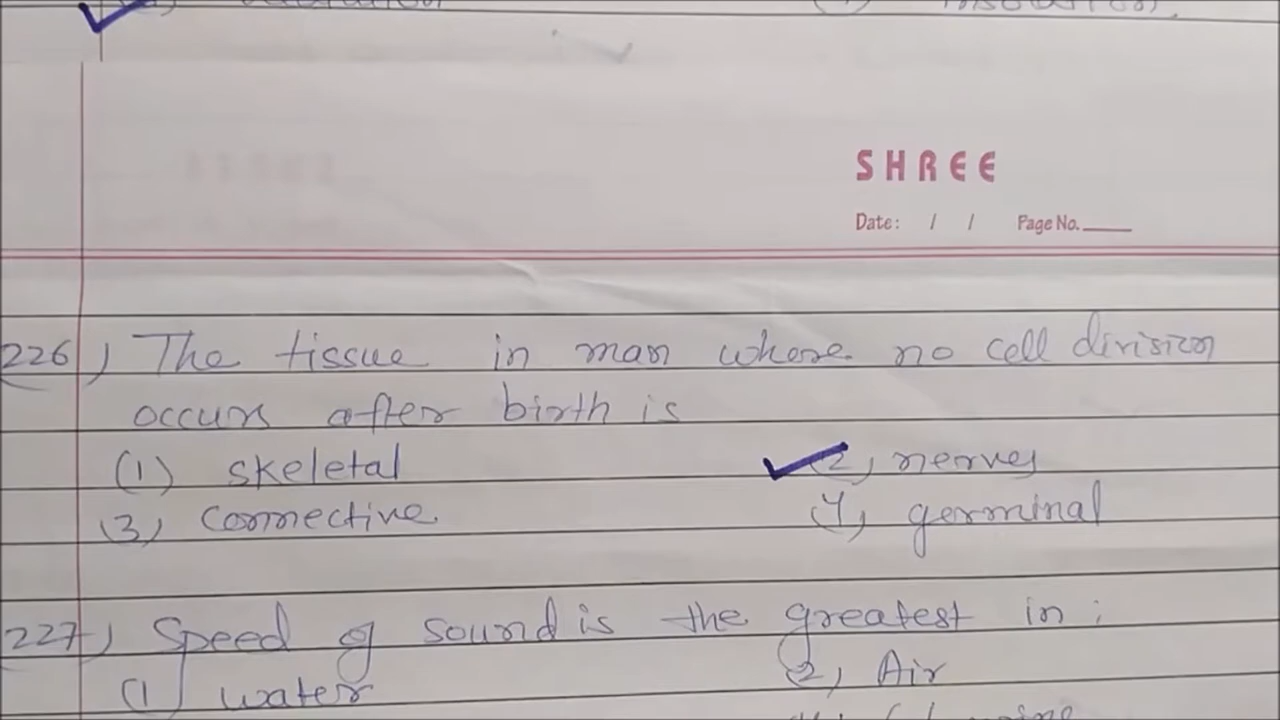 SHREE
Date: / / Page No.
226) The tissue in man where no cell division
occurs after birth is
(1) skeletal (2) nerves
(3) connective (4) germinal
227) Speed of sound is the greatest in:
(1) water (2) Air